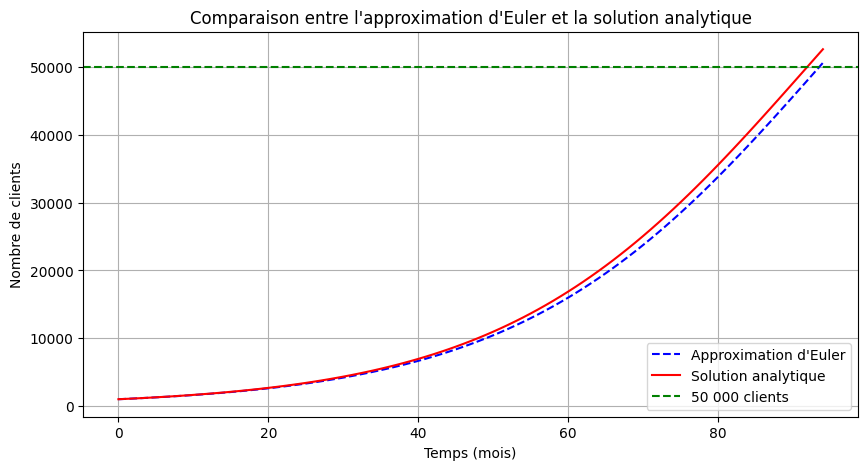 Comparaison entre l'approximation d'Euler et la solution analytique
Nombre de clients
50000
40000
30000
20000
10000
0
0 20 40 60 80
Temps (mois)
Approximation d'Euler
Solution analytique
50 000 clients